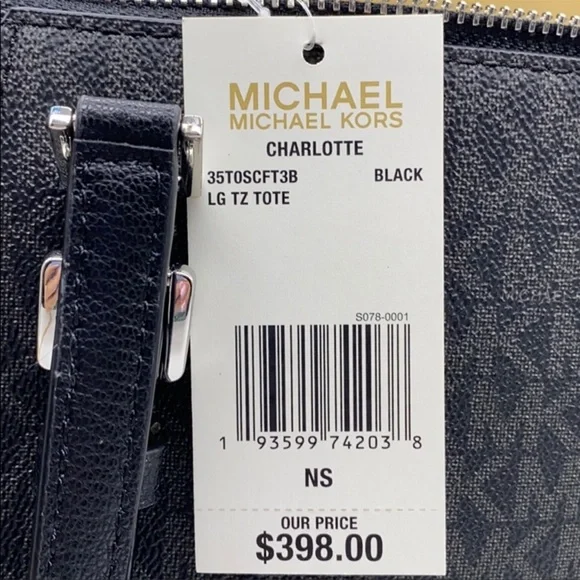 MICHAEL
MICHAEL KORS
CHARLOTTE
35T0SCFT3B BLACK
LG TZ TOTE
S078-0001
1 93599 74203 8
NS
OUR PRICE
$398.00
MICHAEL